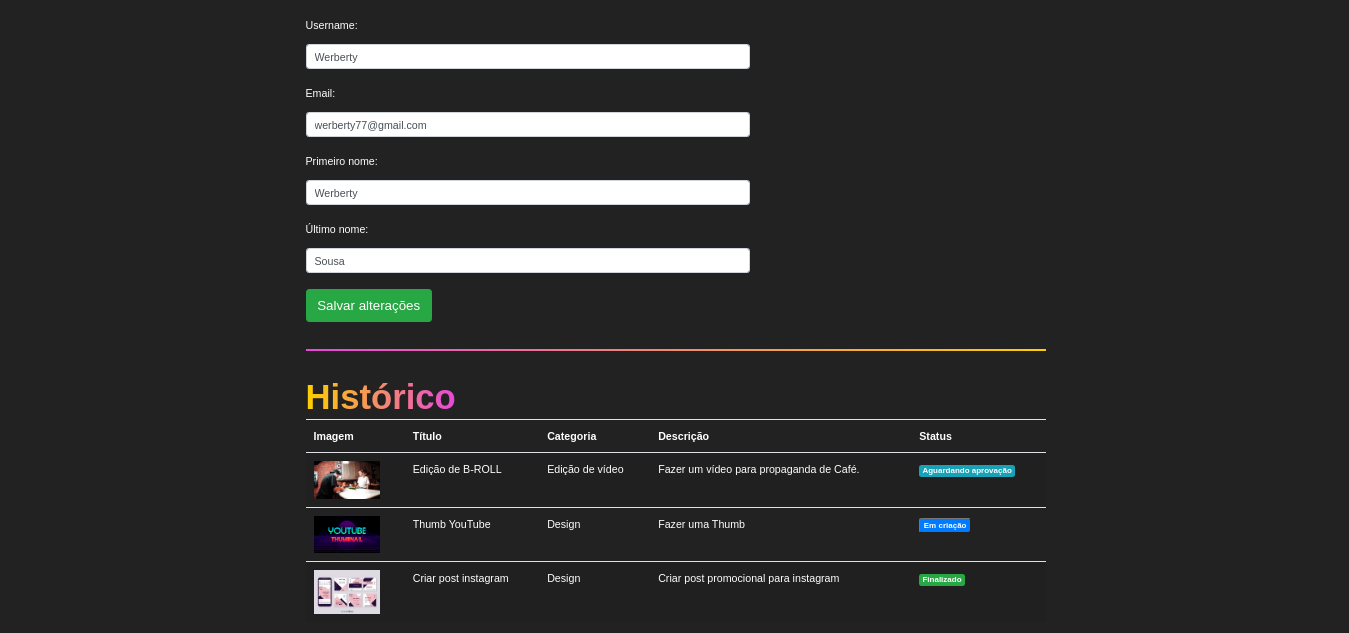 Username:
Werberty
Email:
werberty77@gmail.com
Primeiro nome:
Werberty
Último nome:
Sousa
Salvar alterações
Histórico
Imagem Título Categoria Descrição Status
Edição de B-ROLL Edição de vídeo Fazer um vídeo para propaganda de Café. Aguardando aprovação
YOUTUBE
THUMBNAIL
Thumb YouTube Design Fazer uma Thumb Em criação
Criar post instagram Design Criar post promocional para instagram Finalizado